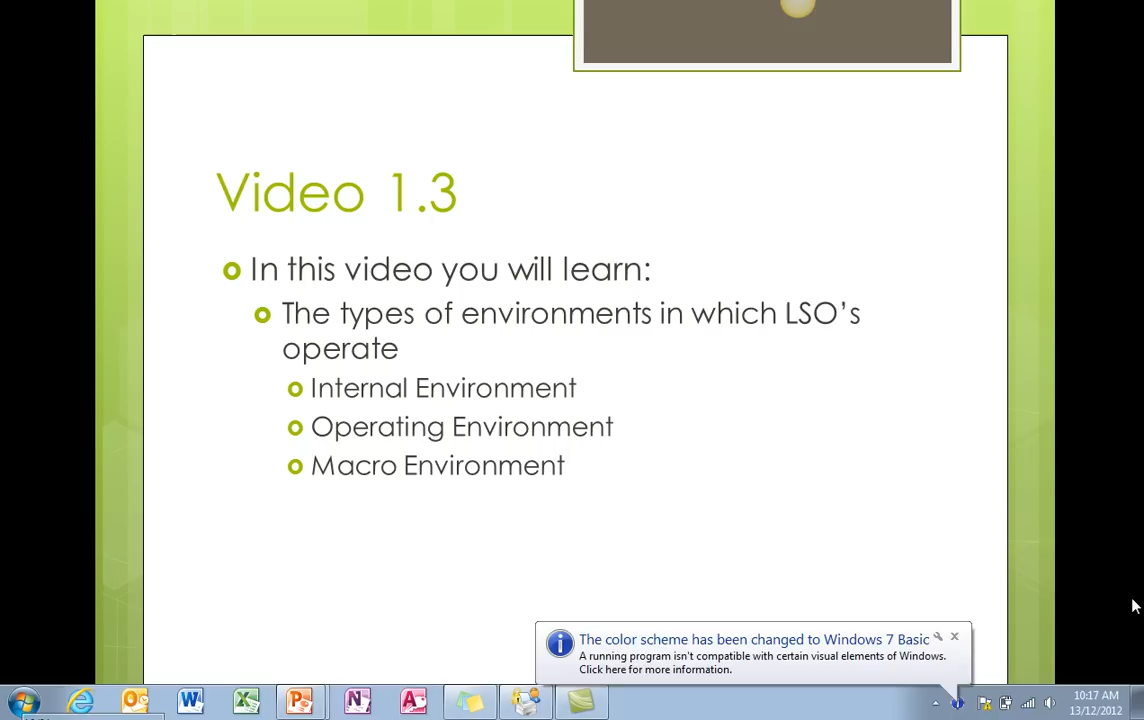 Video 1.3
In this video you will learn:
The types of environments in which LSO’s
operate
Internal Environment
Operating Environment
Macro Environment
The color scheme has been changed to Windows 7 Basic
A running program isn't compatible with certain visual elements of Windows.
Click here for more information.
10:17 AM
13/12/2012